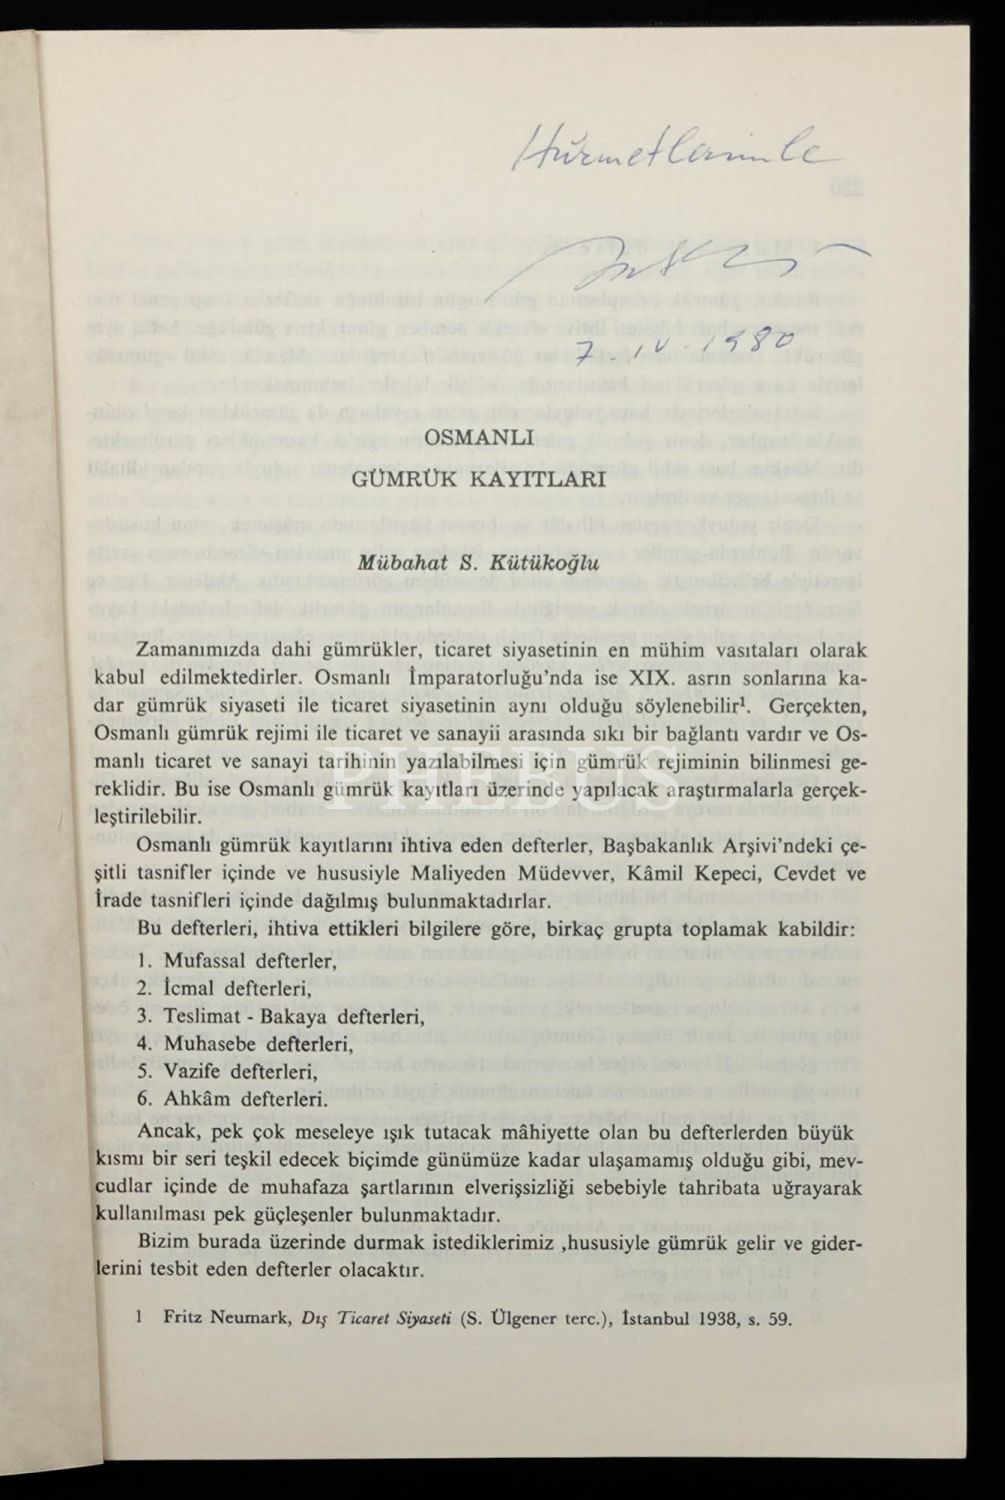 Hürmetlerimle
7.IV.1980
OSMANLI
GÜMRÜK KAYITLARI
Mübahat S. Kütükoğlu
Zamanımızda dahi gümrükler, ticaret siyasetinin en mühim vasıtaları olarak
kabul edilmektedirler. Osmanlı İmparatorluğu'nda ise XIX. asrın sonlarına ka-
dar gümrük siyaseti ile ticaret siyasetinin aynı olduğu söylenebilir¹. Gerçekten,
Osmanlı gümrük rejimi ile ticaret ve sanayii arasında sıkı bir bağlantı vardır ve Os-
manlı ticaret ve sanayi tarihinin yazılabilmesi için gümrük rejiminin bilinmesi ge-
reklidir. Bu ise Osmanlı gümrük kayıtları üzerinde yapılacak araştırmalarla gerçek-
leştirilebilir.
PHEBUS
Osmanlı gümrük kayıtlarını ihtiva eden defterler, Başbakanlık Arşivi'ndeki çe-
şitli tasnifler içinde ve hususiyle Maliyeden Müdevver, Kâmil Kepeci, Cevdet ve
İrade tasnifleri içinde dağılmış bulunmaktadırlar.
Bu defterleri, ihtiva ettikleri bilgilere göre, birkaç grupta toplamak kabildir:
1. Mufassal defterler,
2. İcmal defterleri,
3. Teslimat - Bakaya defterleri,
4. Muhasebe defterleri,
5. Vazife defterleri,
6. Ahkâm defterleri.
Ancak, pek çok meseleye ışık tutacak mâhiyette olan bu defterlerden büyük
kısmı bir seri teşkil edecek biçimde günümüze kadar ulaşamamış olduğu gibi, mev-
cudlar içinde de muhafaza şartlarının elverişsizliği sebebiyle tahribata uğrayarak
kullanılması pek güçleşenler bulunmaktadır.
Bizim burada üzerinde durmak istediklerimiz ,hususiyle gümrük gelir ve gider-
lerini tesbit eden defterler olacaktır.
1 Fritz Neumark, Dış Ticaret Siyaseti (S. Ülgener terc.), İstanbul 1938, s. 59.